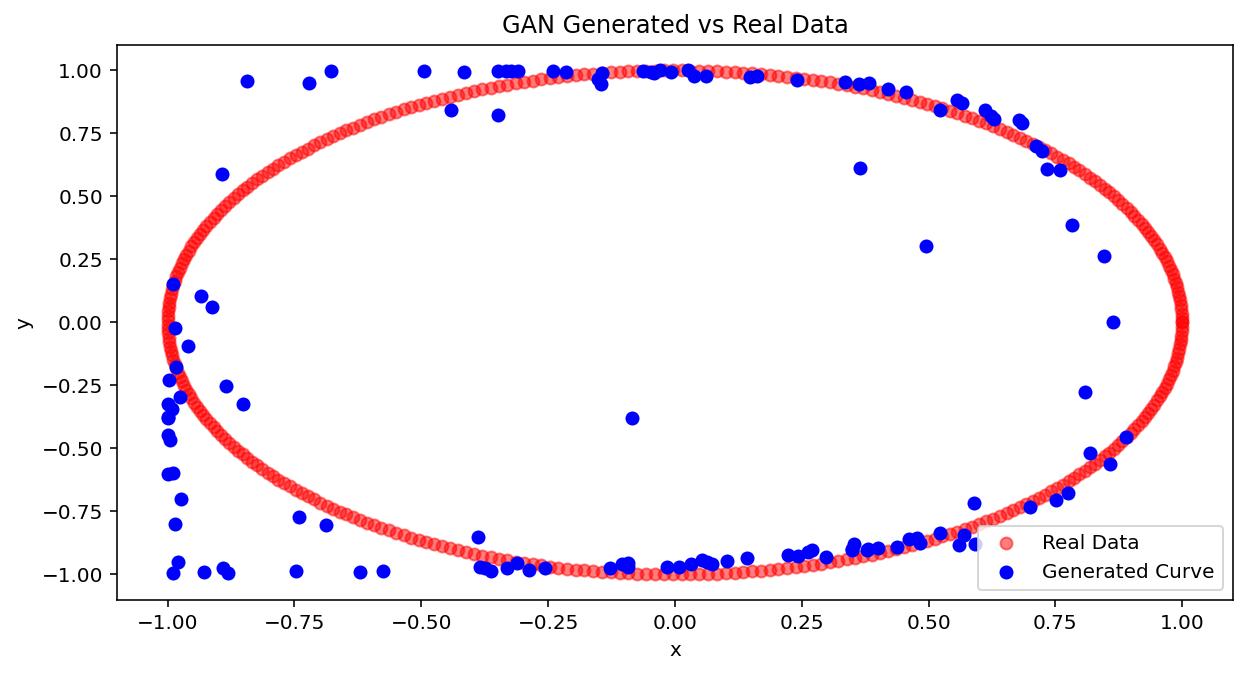 GAN Generated vs Real Data
1.00
0.75
0.50
0.25
0.00
−0.25
−0.50
−0.75
−1.00
y
Real Data
Generated Curve
−1.00 −0.75 −0.50 −0.25 0.00 0.25 0.50 0.75 1.00
x